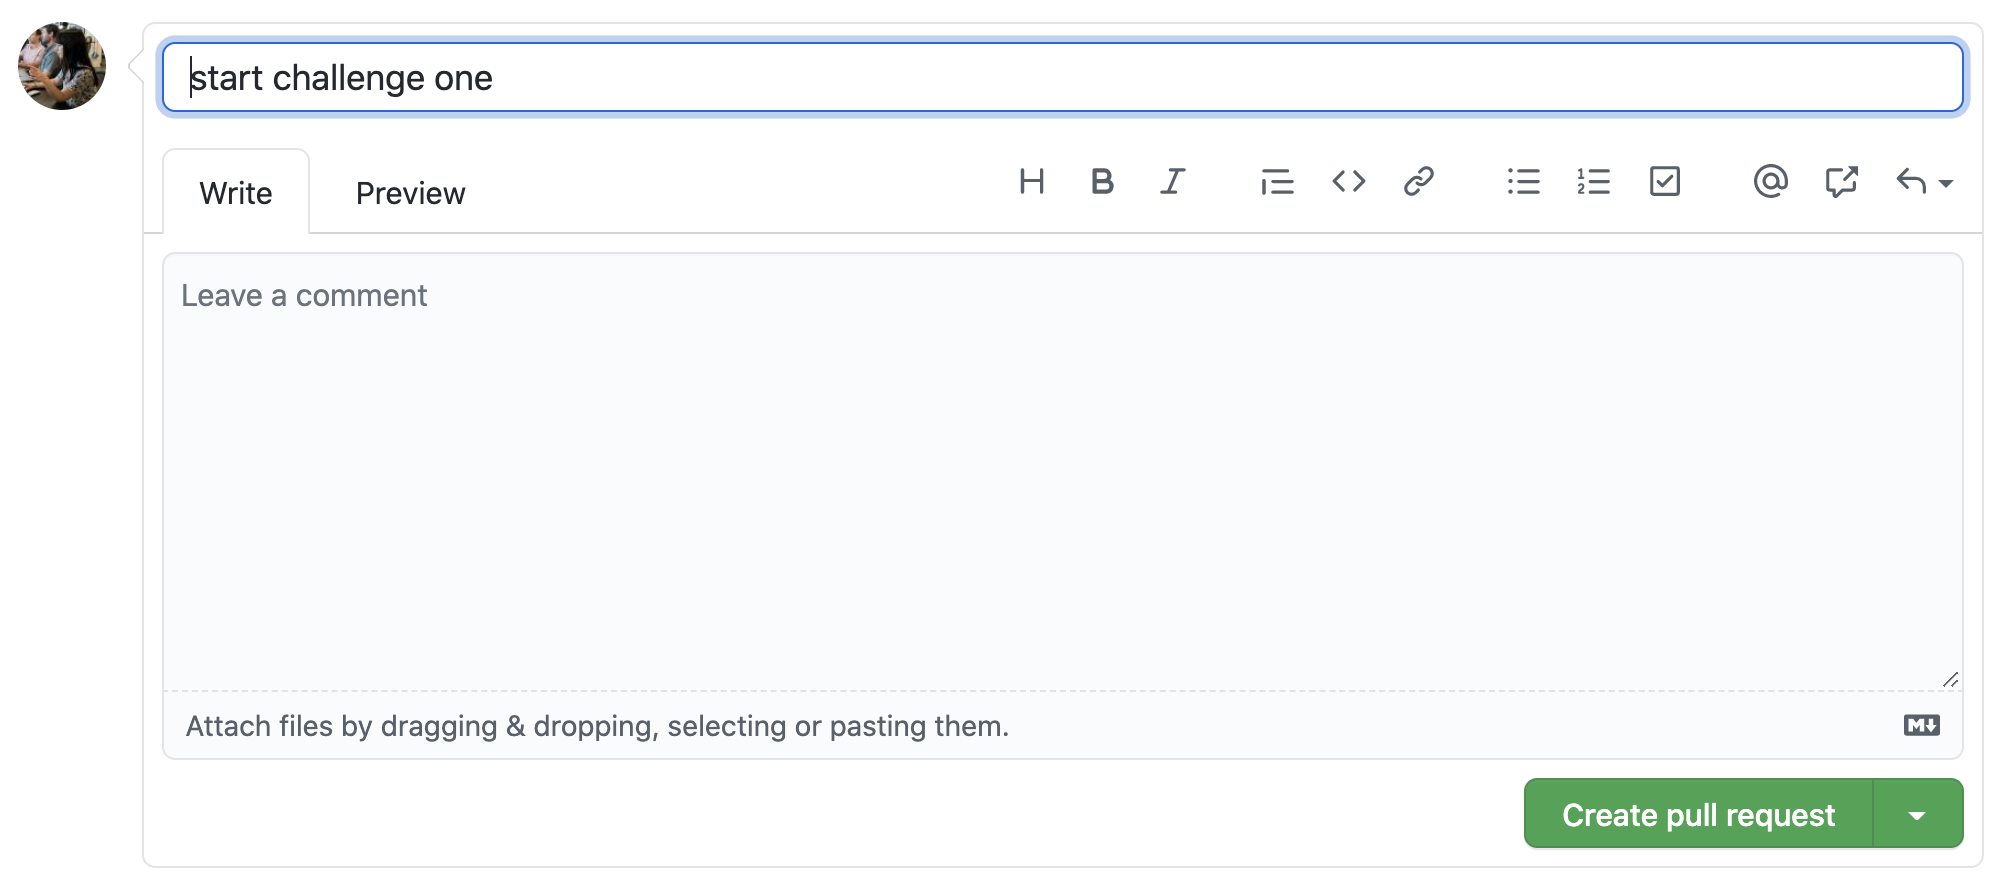 start challenge one
Write Preview
Leave a comment
Attach files by dragging & dropping, selecting or pasting them.
Create pull request